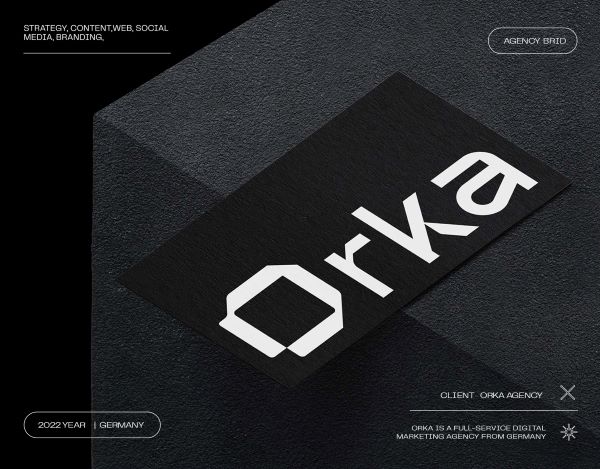 STRATEGY, CONTENT,WEB, SOCIAL
MEDIA, BRANDING,
AGENCY BRID
Orka
CLIENT ORKA AGENCY
2022 YEAR | GERMANY
ORKA IS A FULL-SERVICE DIGITAL
MARKETING AGENCY FROM GERMANY